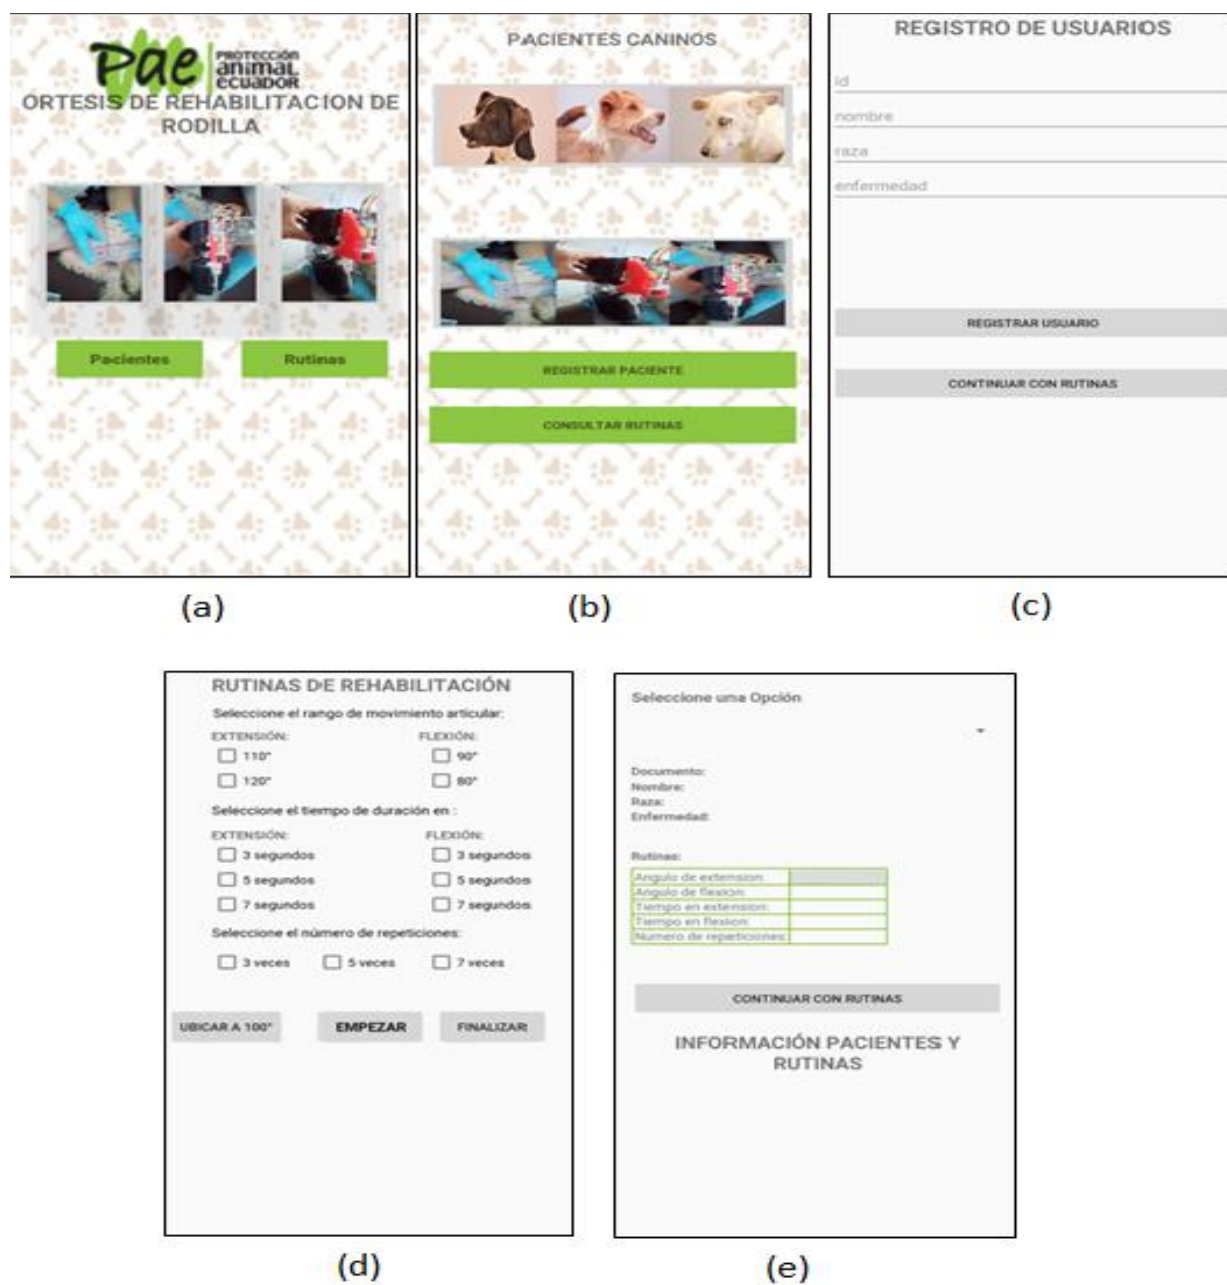 Pae PROTECCIÓN
animal
ECUADOR
ORTESIS DE REHABILITACION DE
RODILLA
Pacientes
Rutinas
(a)
PACIENTES CANINOS
REGISTRAR PACIENTE
CONSULTAR RUTINAS
(b)
REGISTRO DE USUARIOS
id
nombre
raza
enfermedad
REGISTRAR USUARIO
CONTINUAR CON RUTINAS
(c)
RUTINAS DE REHABILITACIÓN
Seleccione el rango de movimiento articular:
EXTENSIÓN: FLEXIÓN:
110° 90°
120° 80°
Seleccione el tiempo de duración en :
EXTENSIÓN: FLEXIÓN:
3 segundos 3 segundos
5 segundos 5 segundos
7 segundos 7 segundos
Seleccione el número de repeticiones:
3 veces 5 veces 7 veces
UBICAR A 100° EMPEZAR FINALIZAR
(d)
Seleccione una Opción
Documento:
Nombre:
Raza:
Enfermedad:
Rutinas:
Angulo de extension:
Angulo de flexión:
Tiempo en extension:
Tiempo en flexion:
Numero de repeticiones:
CONTINUAR CON RUTINAS
INFORMACIÓN PACIENTES Y
RUTINAS
(e)